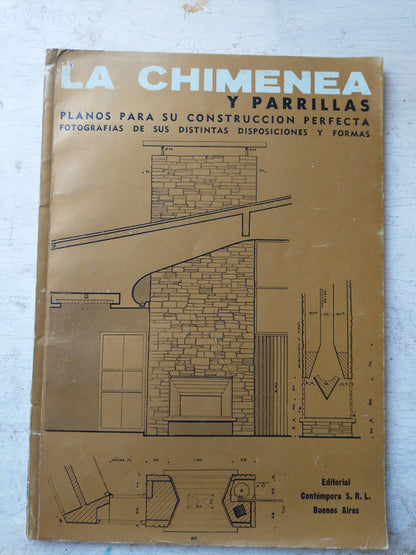 LA CHIMENEA
Y PARRILLAS
PLANOS PARA SU CONSTRUCCION PERFECTA
FOTOGRAFIAS DE SUS DISTINTAS DISPOSICIONES Y FORMAS
Editorial
Contémpora S. R. L.
Buenos Aires